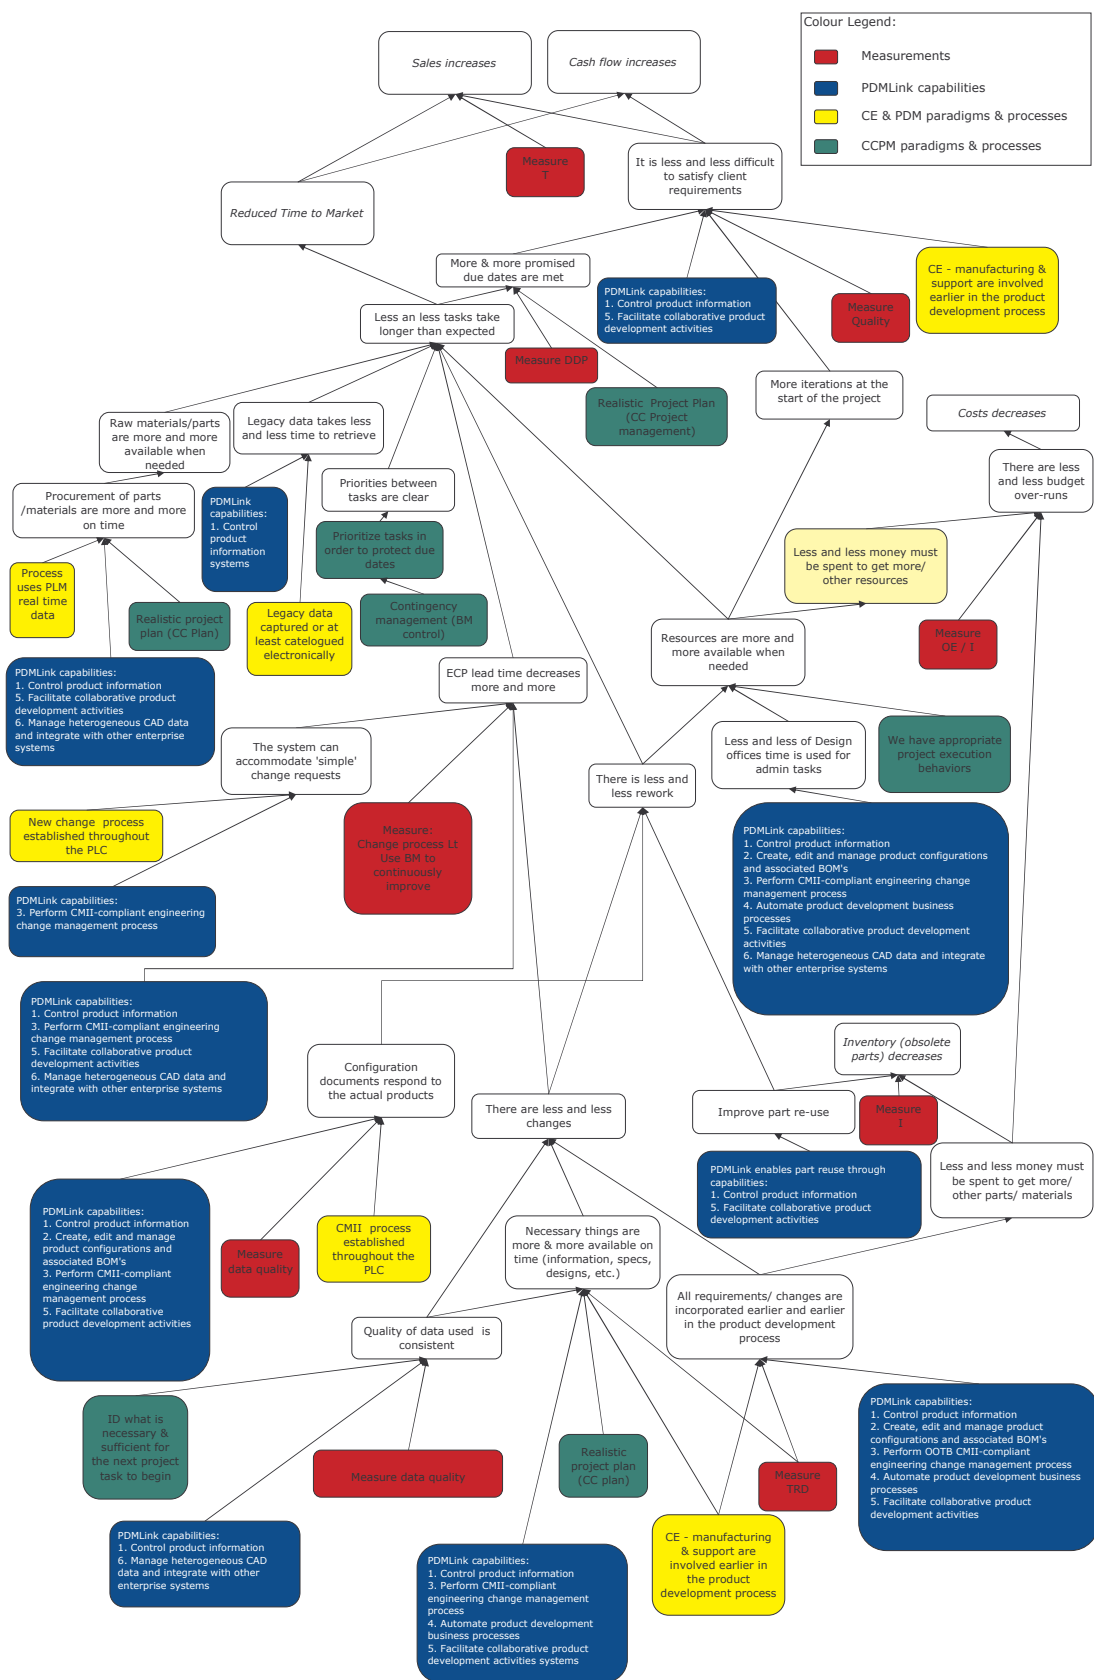 Colour Legend:
Measurements
PDMLink capabilities
CE & PDM paradigms & processes
CCPM paradigms & processes
Sales increases
Cash flow increases
Measure
T
It is less and less difficult
to satisfy client
requirements
Reduced Time to Market
More & more promised
due dates are met
PDMLink capabilities:
1. Control product information
5. Facilitate collaborative product
development activities
Measure
Quality
CE - manufacturing &
support are involved
earlier in the product
development process
Less an less tasks take
longer than expected
Measure DDP
Realistic  Project Plan
(CC Project
management)
More iterations at the
start of the project
Costs decreases
Raw materials/parts
are more and more
available when
needed
Legacy data takes less
and less time to retrieve
Priorities between
tasks are clear
There are less
and less budget
over-runs
Procurement of parts
/materials are more and more
on time
PDMLink
capabilities:
1. Control
product
information
systems
Prioritize tasks in
order to protect due
dates
Less and less money must
be spent to get more/
other resources
Process
uses PLM
real time
data
Realistic project
plan (CC Plan)
Legacy data
captured or at
least catelogued
electronically
Contingency
management (BM
control)
Resources are more and
more available when
needed
Measure
OE / I
PDMLink capabilities:
1. Control product information
5. Facilitate collaborative product
development activities
6. Manage heterogeneous CAD data
and integrate with other enterprise
systems
ECP lead time decreases
more and more
The system can
accommodate 'simple'
change requests
There is less and
less rework
Less and less of Design
offices time is used for
admin tasks
We have appropriate
project execution
behaviors
New change  process
established throughout
the PLC
Measure:
Change process Lt
Use BM to
continuously
improve
PDMLink capabilities:
1. Control product information
2. Create, edit and manage product configurations
and associated BOM's
3. Perform CMII-compliant engineering change
management process
4. Automate product development business
processes
5. Facilitate collaborative product development
activities
6. Manage heterogeneous CAD data and integrate
with other enterprise systems
PDMLink capabilities:
3. Perform CMII-compliant engineering
change management process
PDMLink capabilities:
1. Control product information
3. Perform CMII-compliant engineering
change management process
5. Facilitate collaborative product
development activities
6. Manage heterogeneous CAD data and
integrate with other enterprise systems
Configuration
documents respond to
the actual products
There are less and less
changes
Inventory (obsolete
parts) decreases
Improve part re-use
Measure
I
PDMLink enables part reuse through
capabilities:
1. Control product information
5. Facilitate collaborative product
development activities
Less and less money must
be spent to get more/
other parts/ materials
PDMLink capabilities:
1. Control product information
2. Create, edit and manage
product configurations and
associated BOM's
3. Perform CMII-compliant
engineering change
management process
5. Facilitate collaborative
product development activities
Measure
data quality
CMII  process
established
throughout the
PLC
Necessary things are
more & more available on
time (information, specs,
designs, etc.)
All requirements/ changes are
incorporated earlier and earlier
in the product development
process
Quality of data used  is
consistent
ID what is
necessary &
sufficient for
the next project
task to begin
Measure data quality
Realistic
project plan
(CC plan)
Measure
TRD
PDMLink capabilities:
1. Control product information
2. Create, edit and manage product
configurations and associated BOM's
3. Perform OOTB CMII-compliant
engineering change management process
4. Automate product development business
processes
5. Facilitate collaborative product
development activities
PDMLink capabilities:
1. Control product information
6. Manage heterogeneous CAD
data and integrate with other
enterprise systems
PDMLink capabilities:
1. Control product information
3. Perform CMII-compliant
engineering change management
process
4. Automate product development
business processes
5. Facilitate collaborative product
development activities systems
CE - manufacturing
& support are
involved earlier in
the product
development process